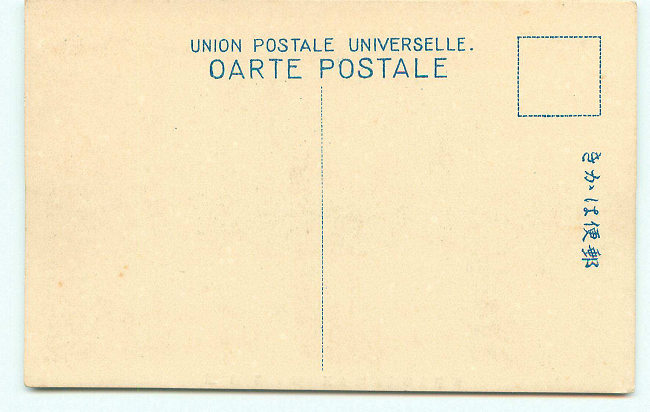 UNION POSTALE UNIVERSELLE.
OARTE POSTALE
きかは便郵